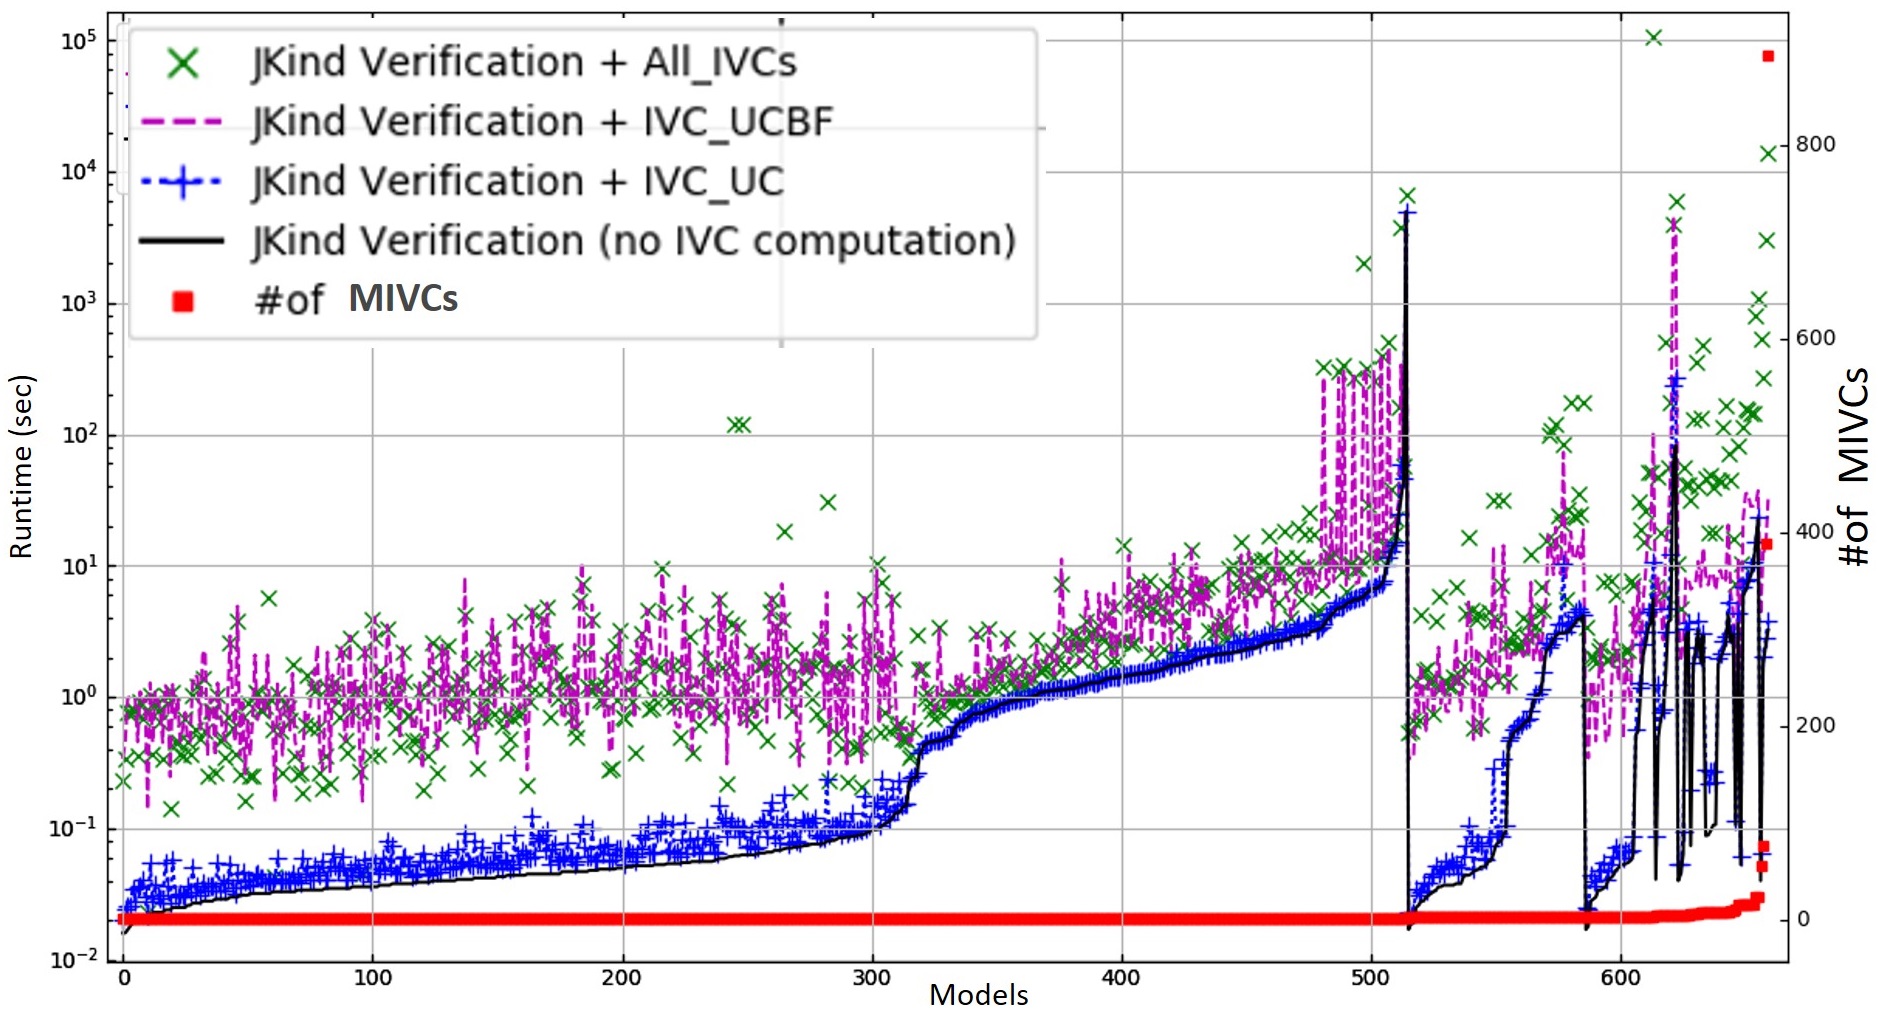 JKind Verification + All_IVCs
JKind Verification + IVC_UCBF
JKind Verification + IVC_UC
JKind Verification (no IVC computation)
#of MIVCs
10^5
10^4
10^3
10^2
10^1
10^0
10^-1
10^-2
Runtime (sec)
0 100 200 300 400 500 600
Models
800
600
400
200
0
#of MIVCs